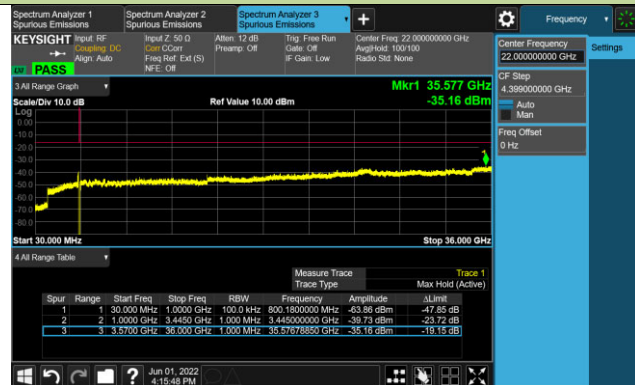 Spectrum Analyzer 1
Spurious Emissions
Spectrum Analyzer 2
Spurious Emissions
Spectrum Analyzer 3
Spurious Emissions
Frequency
KEYSIGHT
Input: RF
Coupling: DC
Align: Auto
Input Z: 50 Ω
Corr CCorr
Freq Ref: Ext (S)
NFE: Off
Atten: 12 dB
Preamp: Off
Trig: Free Run
Gate: Off
IF Gain: Low
Center Freq: 22.000000000 GHz
Avg|Hold: 100/100
Radio Std: None
PASS
Center Frequency
22.000000000 GHz
Settings
CF Step
4.399000000 GHz
Auto
Man
Freq Offset
0 Hz
3 All Range Graph
Mkr1 35.577 GHz
Scale/Div 10.0 dB
Ref Value 10.00 dBm
-35.16 dBm
Log
0.00
-10.0
-20.0
-30.0
-40.0
-50.0
-60.0
-70.0
-80.0
1
Start 30.000 MHz
Stop 36.000 GHz
4 All Range Table
Measure Trace Trace 1
Trace Type Max Hold (Active)
Spur Range Start Freq Stop Freq RBW Frequency Amplitude ΔLimit
1 1 30.000 MHz 1.0000 GHz 100.0 kHz 800.1800000 MHz -63.86 dBm -47.85 dB
2 2 1.0000 GHz 3.4450 GHz 1.000 MHz 3.445000000 GHz -39.73 dBm -23.72 dB
3 3 3.5700 GHz 36.000 GHz 1.000 MHz 35.57678850 GHz -35.16 dBm -19.15 dB
Jun 01, 2022
4:15:48 PM